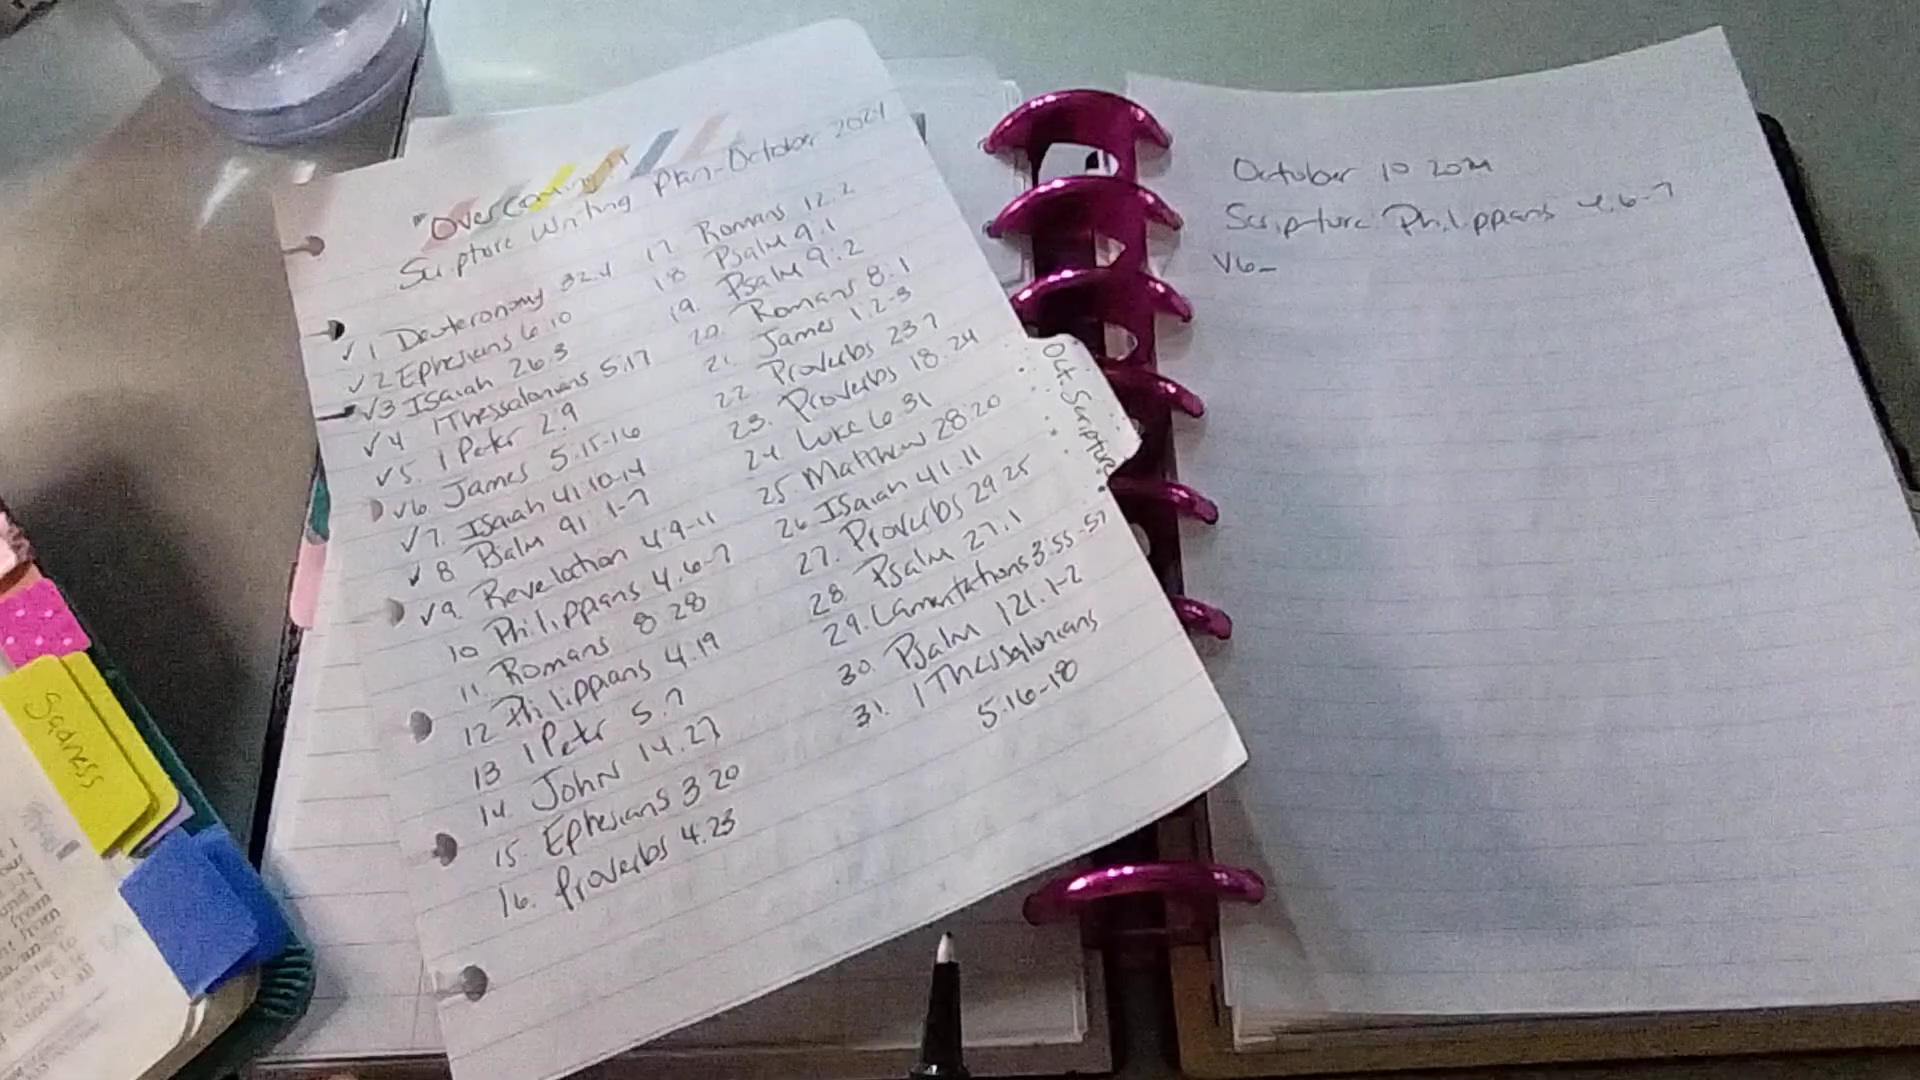 "Overcoming"
Scripture Writing Plan-October 2024
✓ 1 Deuteronomy 32.4
✓ 2 Ephesians 6.10
✓3 Isaiah 26.3
✓4 1Thessalonians 5.17
✓5. 1 Peter 2.9
✓6 James 5.15-16
✓7. Isaiah 41 10-14
✓ 8 Psalm 91. 1-7
✓9. Revelation 4 9-11
10 Philippians 4.6-7
11. Romans 8 28
12 Philippians 4.19
13 1 Peter 5.7
14. John 14.27
15. Ephesians 3 20
16. Proverbs 4.23
17. Romans 12.2
18 Psalm 9.1
19. Psalm 9.2
20. Romans 8.1
21. James 1.2-3
22. Proverbs 23 7
23. Proverbs 18.24
24 Luke 6 31
25. Matthew 28.20
26 Isaiah 41.11
27. Proverbs 29 25
28 Psalm 27.1
29. Lamentations 3.55-57
30. Psalm 121.1-2
31. 1 Thessalonians
5.16-18
Oct. Scripture
October 10 2024
Scripture. Philippians 4.6-7
V6-
Sadness